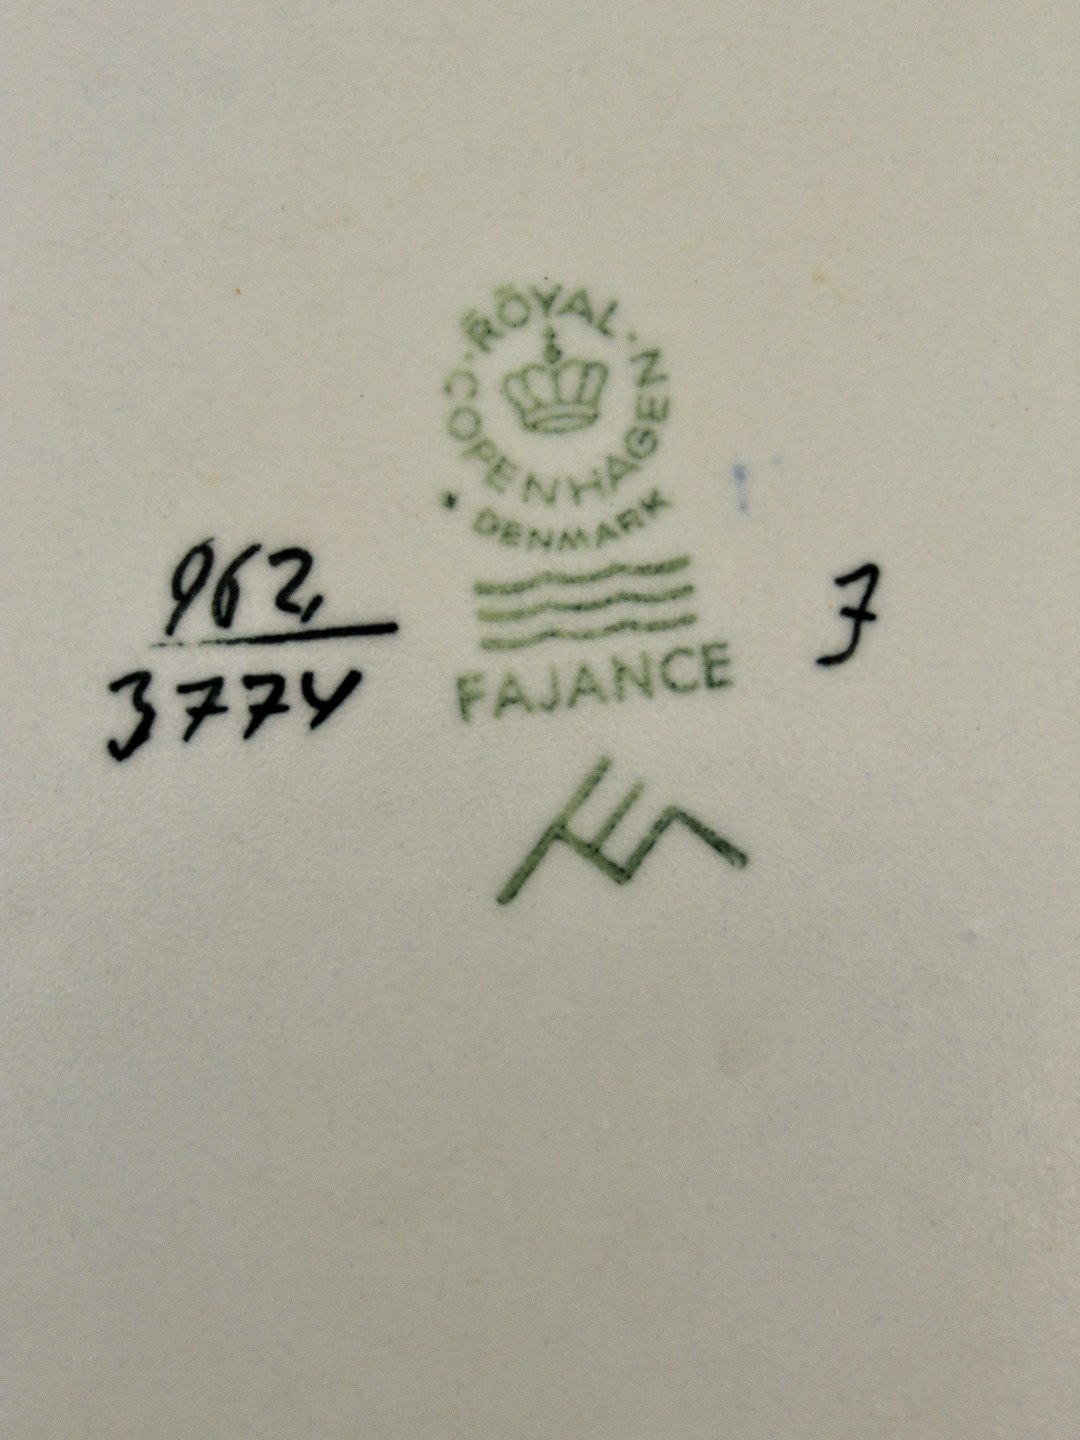 ROYAL · COPENHAGEN ·
DENMARK
962,
3774
FAJANCE
7